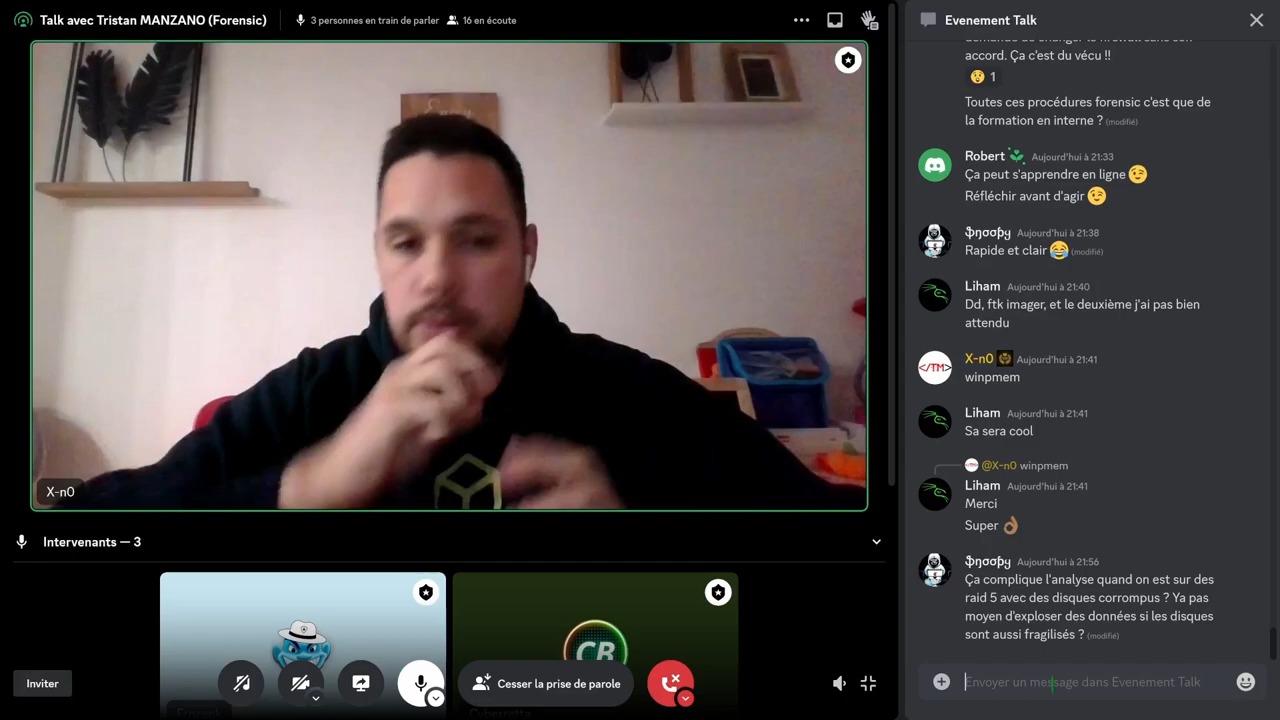 Talk avec Tristan MANZANO (Forensic)
3 personnes en train de parler
16 en écoute
X-n0
Intervenants — 3
CB
Inviter
Cesser la prise de parole
Evenement Talk
accord. Ça c'est du vécu !!
1
Toutes ces procédures forensic c'est que de
la formation en interne ? (modifié)
Robert Aujourd'hui à 21:33
Ça peut s'apprendre en ligne 😉
Réfléchir avant d'agir 😉
Aujourd'hui à 21:38
Rapide et clair 😂 (modifié)
Liham Aujourd'hui à 21:40
Dd, ftk imager, et le deuxième j'ai pas bien
attendu
</TM>
X-n0 Aujourd'hui à 21:41
winpmem
Liham Aujourd'hui à 21:41
Sa sera cool
@X-n0 winpmem
Liham Aujourd'hui à 21:41
Merci
Super 👌🏾
Aujourd'hui à 21:56
Ça complique l'analyse quand on est sur des
raid 5 avec des disques corrompus ? Ya pas
moyen d'exploser des données si les disques
sont aussi fragilisés ? (modifié)
Envoyer un message dans Evenement Talk